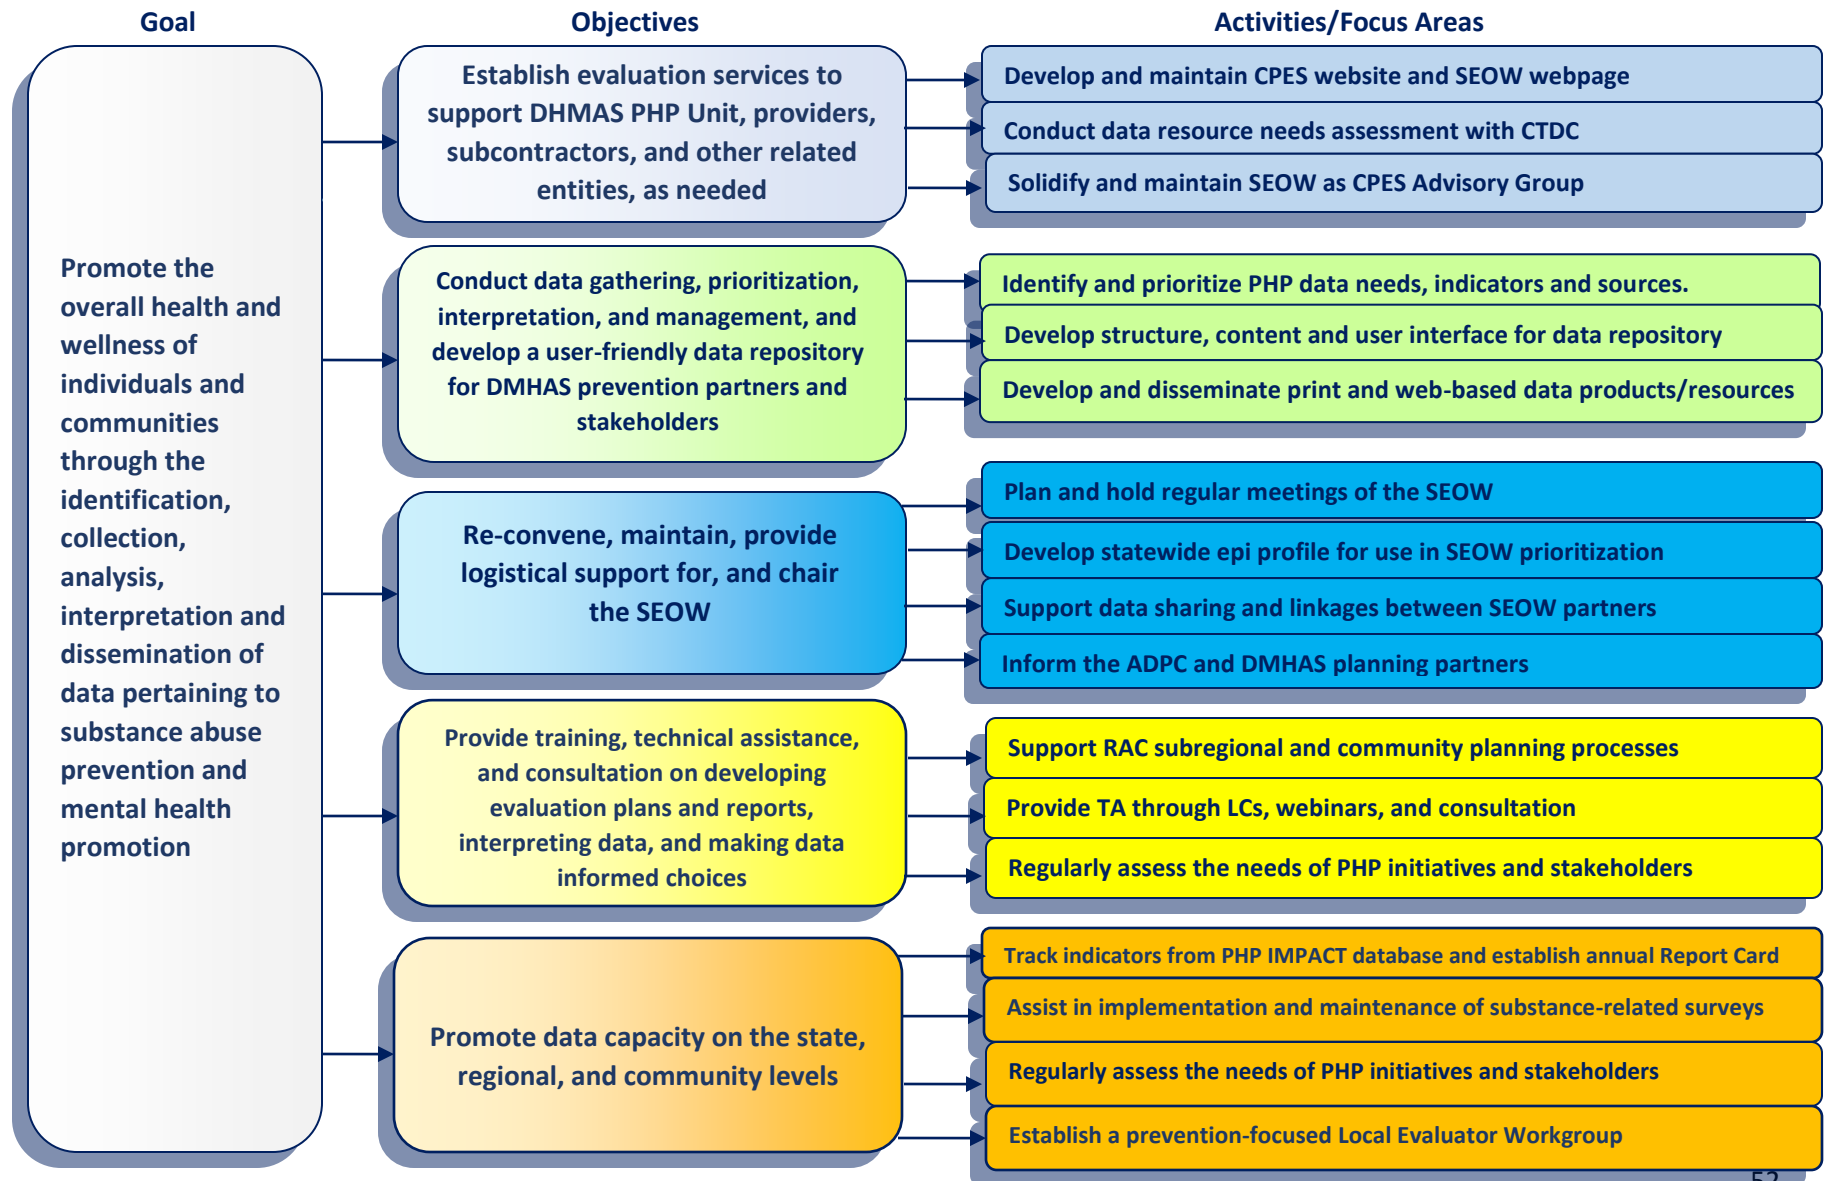 Goal
Objectives
Activities/Focus Areas
Promote the
overall health and
wellness of
individuals and
communities
through the
identification,
collection,
analysis,
interpretation and
dissemination of
data pertaining to
substance abuse
prevention and
mental health
promotion
Establish evaluation services to
support DHMAS PHP Unit, providers,
subcontractors, and other related
entities, as needed
Develop and maintain CPES website and SEOW webpage
Conduct data resource needs assessment with CTDC
Solidify and maintain SEOW as CPES Advisory Group
Conduct data gathering, prioritization,
interpretation, and management, and
develop a user-friendly data repository
for DMHAS prevention partners and
stakeholders
Identify and prioritize PHP data needs, indicators and sources.
Develop structure, content and user interface for data repository
Develop and disseminate print and web-based data products/resources
Re-convene, maintain, provide
logistical support for, and chair
the SEOW
Plan and hold regular meetings of the SEOW
Develop statewide epi profile for use in SEOW prioritization
Support data sharing and linkages between SEOW partners
Inform the ADPC and DMHAS planning partners
Provide training, technical assistance,
and consultation on developing
evaluation plans and reports,
interpreting data, and making data
informed choices
Support RAC subregional and community planning processes
Provide TA through LCs, webinars, and consultation
Regularly assess the needs of PHP initiatives and stakeholders
Promote data capacity on the state,
regional, and community levels
Track indicators from PHP IMPACT database and establish annual Report Card
Assist in implementation and maintenance of substance-related surveys
Regularly assess the needs of PHP initiatives and stakeholders
Establish a prevention-focused Local Evaluator Workgroup
52